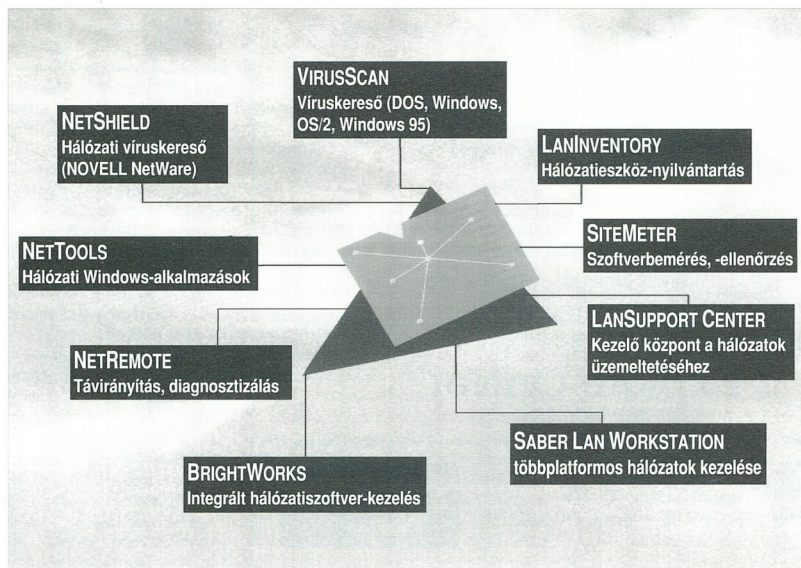 VIRUSSCAN
Víruskereső (DOS, Windows,
OS/2, Windows 95)
NETSHIELD
Hálózati víruskereső
(NOVELL NetWare)
LANINVENTORY
Hálózatieszköz-nyilvántartás
NETTOOLS
Hálózati Windows-alkalmazások
SITEMETER
Szoftverbemérés, -ellenőrzés
LANSUPPORT CENTER
Kezelő központ a hálózatok
üzemeltetéséhez
NETREMOTE
Távirányítás, diagnosztizálás
SABER LAN WORKSTATION
többplatformos hálózatok kezelése
BRIGHTWORKS
Integrált hálózatiszoftver-kezelés